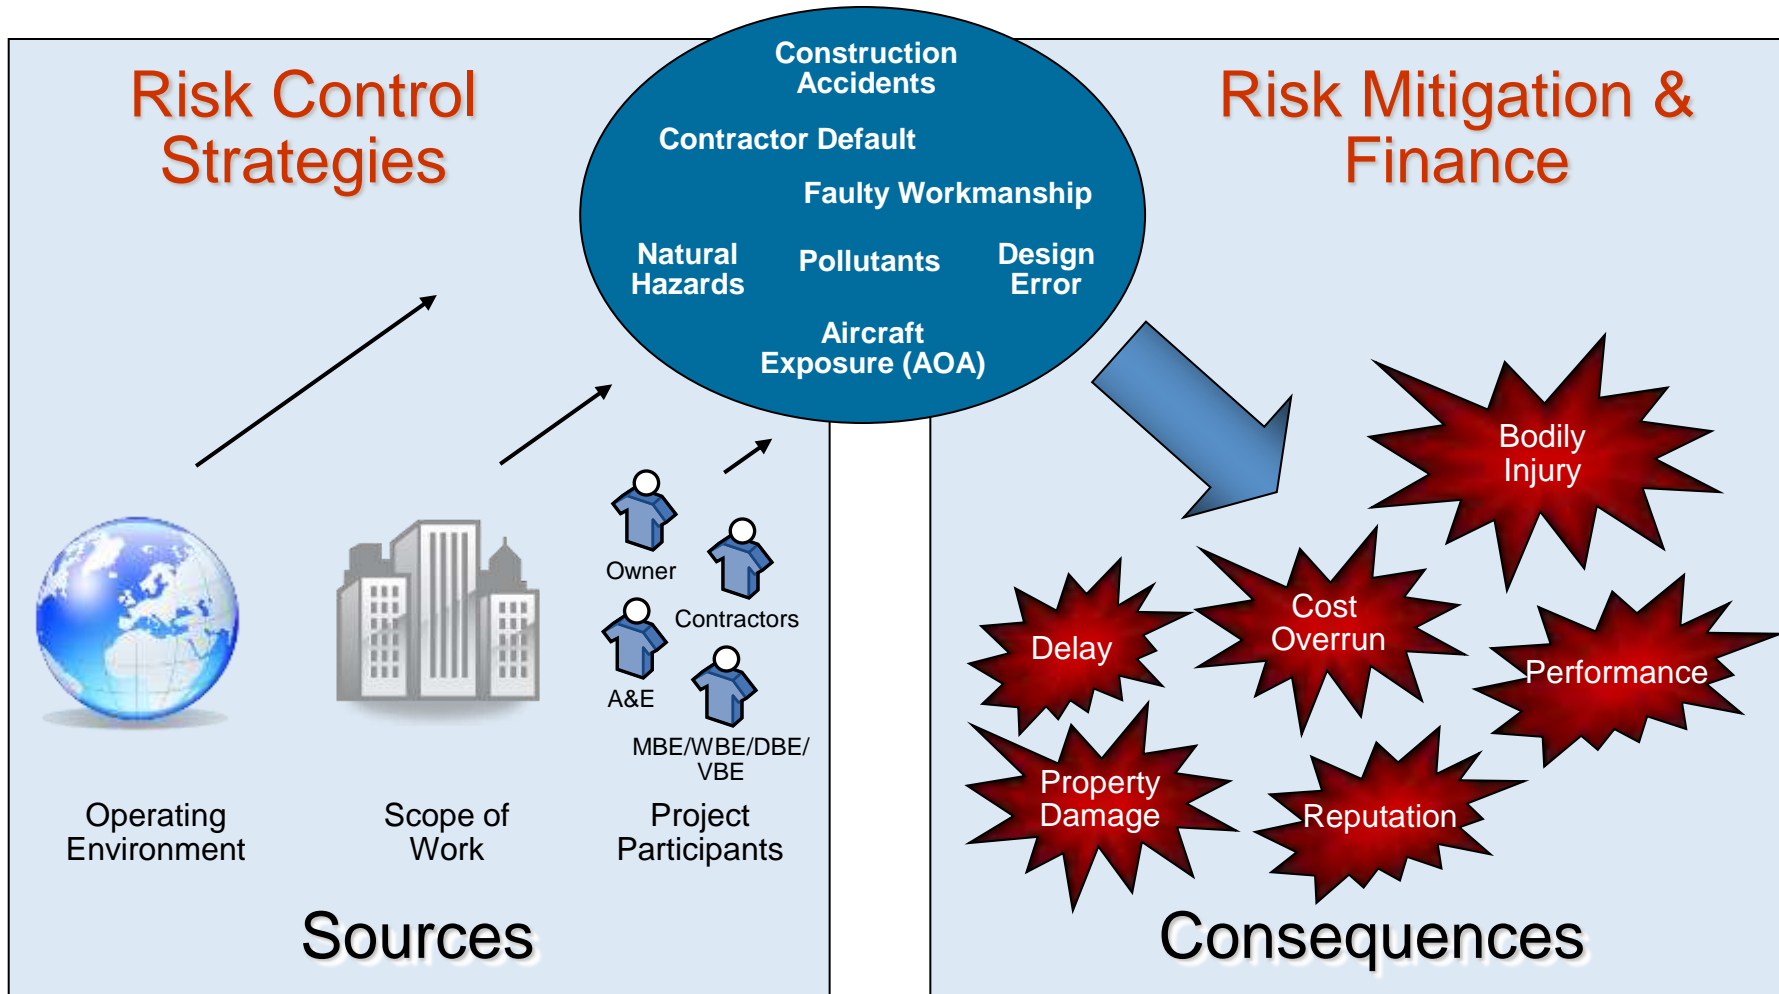 Risk Control
Strategies
Construction
Accidents
Contractor Default
Faulty Workmanship
Natural
Hazards
Pollutants
Design
Error
Aircraft
Exposure (AOA)
Risk Mitigation &
Finance
Owner
Contractors
A&E
MBE/WBE/DBE/
VBE
Operating
Environment
Scope of
Work
Project
Participants
Sources
Bodily
Injury
Cost
Overrun
Delay
Performance
Property
Damage
Reputation
Consequences